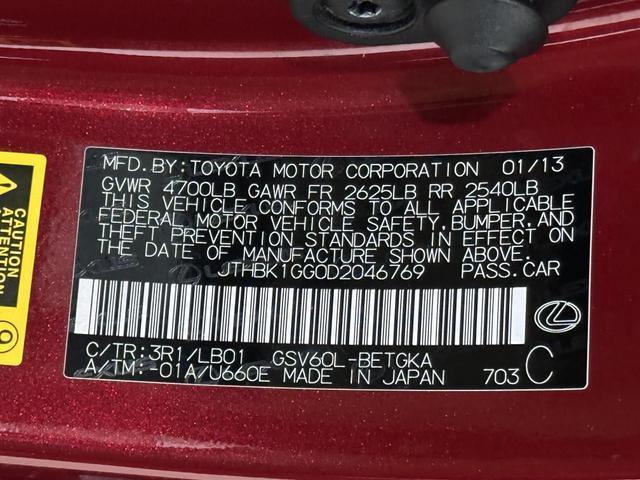 MFD. BY: TOYOTA MOTOR CORPORATION 01/13
GVWR 4700LB GAWR FR 2625LB RR 2540LB
THIS VEHICLE CONFORMS TO ALL APPLICABLE
FEDERAL MOTOR VEHICLE SAFETY, BUMPER, AND
THEFT PREVENTION STANDARDS IN EFFECT ON
THE DATE OF MANUFACTURE SHOWN ABOVE.
JTHBK1GG0D2046769 PASS.CAR
C/TR:3R1/LB01 GSV60L-BETGKA
A/TM:-01A/U660E MADE IN JAPAN 703 C
CAUTION
ATTENTION